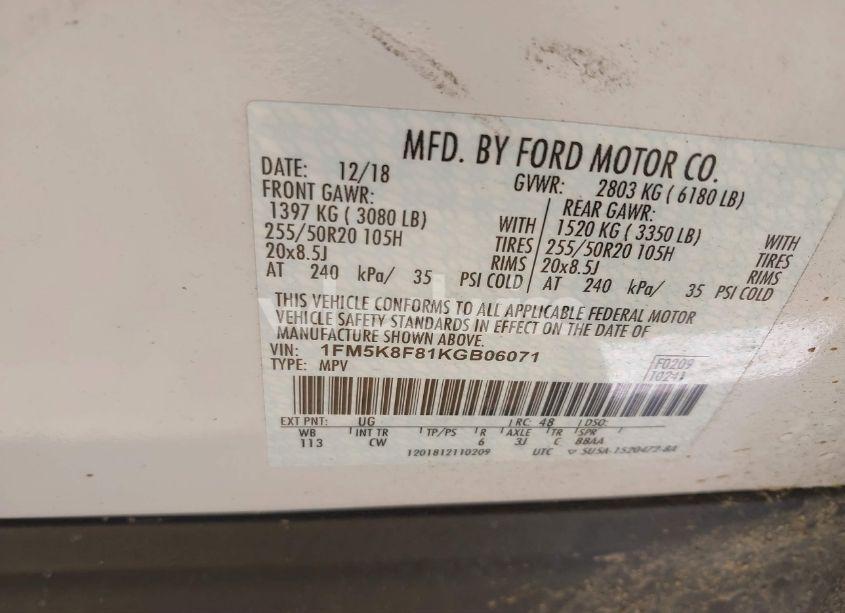 MFD. BY FORD MOTOR CO.
DATE: 12/18 GVWR: 2803 KG ( 6180 LB)
FRONT GAWR: REAR GAWR:
1397 KG ( 3080 LB) WITH 1520 KG ( 3350 LB) WITH
255/50R20 105H TIRES 255/50R20 105H TIRES
20x8.5J RIMS 20x8.5J RIMS
AT 240 kPa/ 35 PSI COLD AT 240 kPa/ 35 PSI COLD
THIS VEHICLE CONFORMS TO ALL APPLICABLE FEDERAL MOTOR
VEHICLE SAFETY STANDARDS IN EFFECT ON THE DATE OF
MANUFACTURE SHOWN ABOVE.
VIN: 1FM5K8F81KGB06071 F0209
TYPE: MPV
EXT PNT: UG RC: 48 DSO:
WB INT TR TP/PS R AXLE TR SPR
113 CW 6 3J C BBAA
1201812110209 UTC